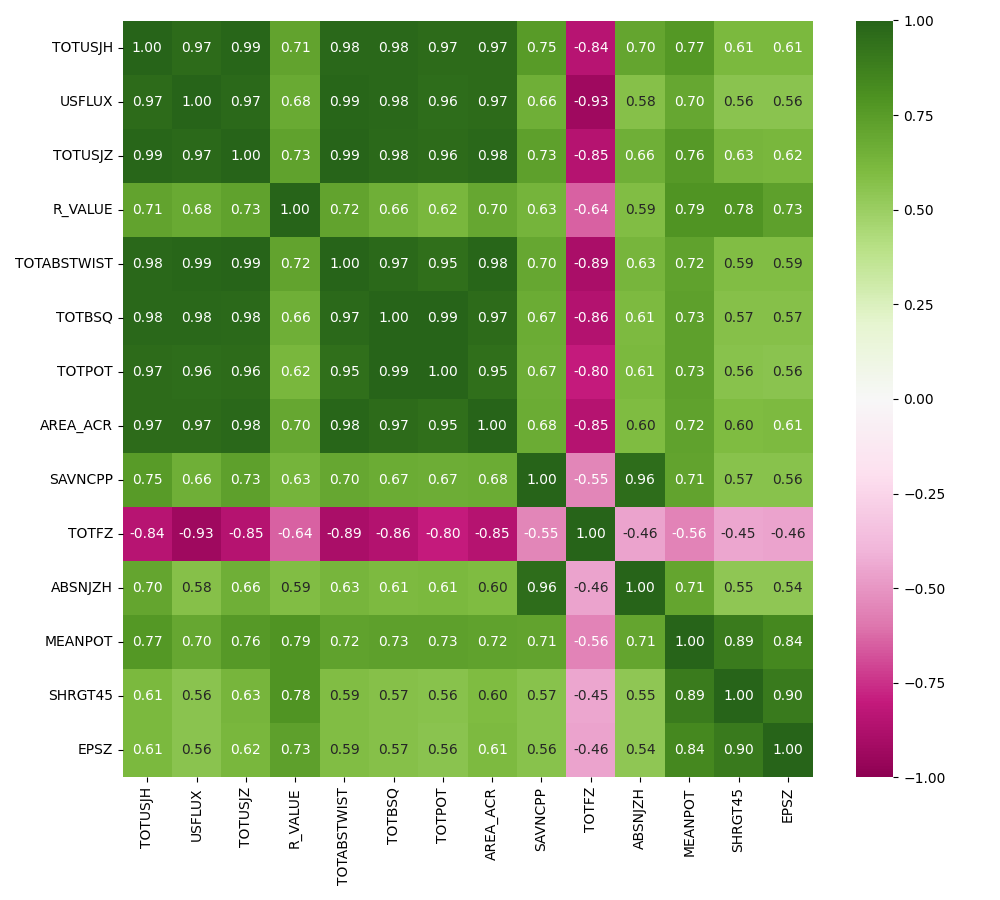 TOTUSJH 1.00 0.97 0.99 0.71 0.98 0.98 0.97 0.97 0.75 -0.84 0.70 0.77 0.61 0.61
USFLUX 0.97 1.00 0.97 0.68 0.99 0.98 0.96 0.97 0.66 -0.93 0.58 0.70 0.56 0.56
TOTUSJZ 0.99 0.97 1.00 0.73 0.99 0.98 0.96 0.98 0.73 -0.85 0.66 0.76 0.63 0.62
R_VALUE 0.71 0.68 0.73 1.00 0.72 0.66 0.62 0.70 0.63 -0.64 0.59 0.79 0.78 0.73
TOTABSTWIST 0.98 0.99 0.99 0.72 1.00 0.97 0.95 0.98 0.70 -0.89 0.63 0.72 0.59 0.59
TOTBSQ 0.98 0.98 0.98 0.66 0.97 1.00 0.99 0.97 0.67 -0.86 0.61 0.73 0.57 0.57
TOTPOT 0.97 0.96 0.96 0.62 0.95 0.99 1.00 0.95 0.67 -0.80 0.61 0.73 0.56 0.56
AREA_ACR 0.97 0.97 0.98 0.70 0.98 0.97 0.95 1.00 0.68 -0.85 0.60 0.72 0.60 0.61
SAVNCPP 0.75 0.66 0.73 0.63 0.70 0.67 0.67 0.68 1.00 -0.55 0.96 0.71 0.57 0.56
TOTFZ -0.84 -0.93 -0.85 -0.64 -0.89 -0.86 -0.80 -0.85 -0.55 1.00 -0.46 -0.56 -0.45 -0.46
ABSNJZH 0.70 0.58 0.66 0.59 0.63 0.61 0.61 0.60 0.96 -0.46 1.00 0.71 0.55 0.54
MEANPOT 0.77 0.70 0.76 0.79 0.72 0.73 0.73 0.72 0.71 -0.56 0.71 1.00 0.89 0.84
SHRGT45 0.61 0.56 0.63 0.78 0.59 0.57 0.56 0.60 0.57 -0.45 0.55 0.89 1.00 0.90
EPSZ 0.61 0.56 0.62 0.73 0.59 0.57 0.56 0.61 0.56 -0.46 0.54 0.84 0.90 1.00
TOTUSJH USFLUX TOTUSJZ R_VALUE TOTABSTWIST TOTBSQ TOTPOT AREA_ACR SAVNCPP TOTFZ ABSNJZH MEANPOT SHRGT45 EPSZ
1.00
0.75
0.50
0.25
0.00
−0.25
−0.50
−0.75
−1.00